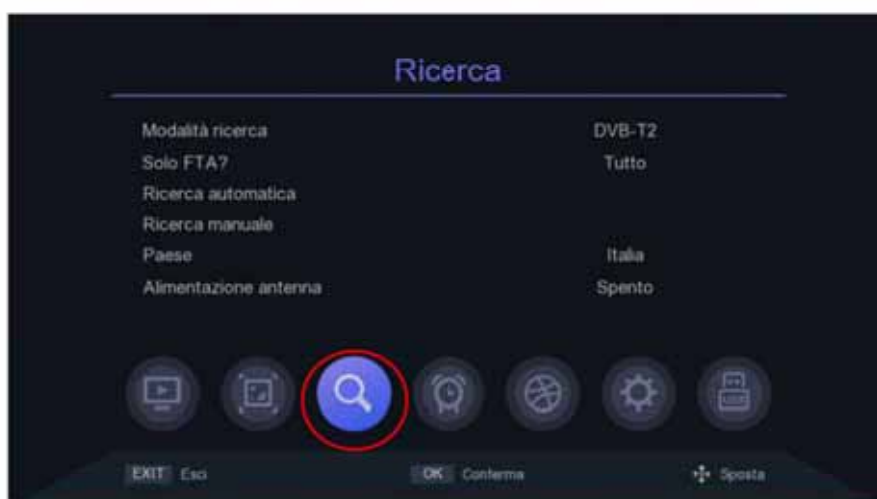 Ricerca
Modalità ricerca DVB-T2
Solo FTA? Tutto
Ricerca automatica
Ricerca manuale
Paese Italia
Alimentazione antenna Spento
USB
EXIT Esci OK Conferma Sposta